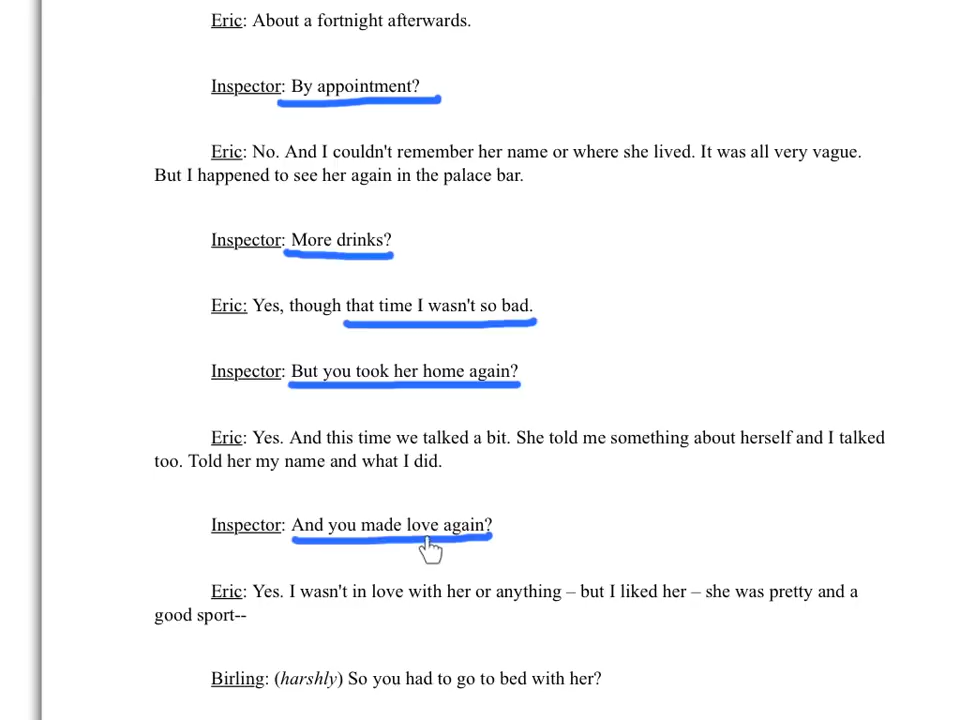 Eric: About a fortnight afterwards.
Inspector: By appointment?
Eric: No. And I couldn't remember her name or where she lived. It was all very vague.
But I happened to see her again in the palace bar.
Inspector: More drinks?
Eric: Yes, though that time I wasn't so bad.
Inspector: But you took her home again?
Eric: Yes. And this time we talked a bit. She told me something about herself and I talked
too. Told her my name and what I did.
Inspector: And you made love again?
Eric: Yes. I wasn't in love with her or anything – but I liked her – she was pretty and a
good sport--
Birling: (harshly) So you had to go to bed with her?